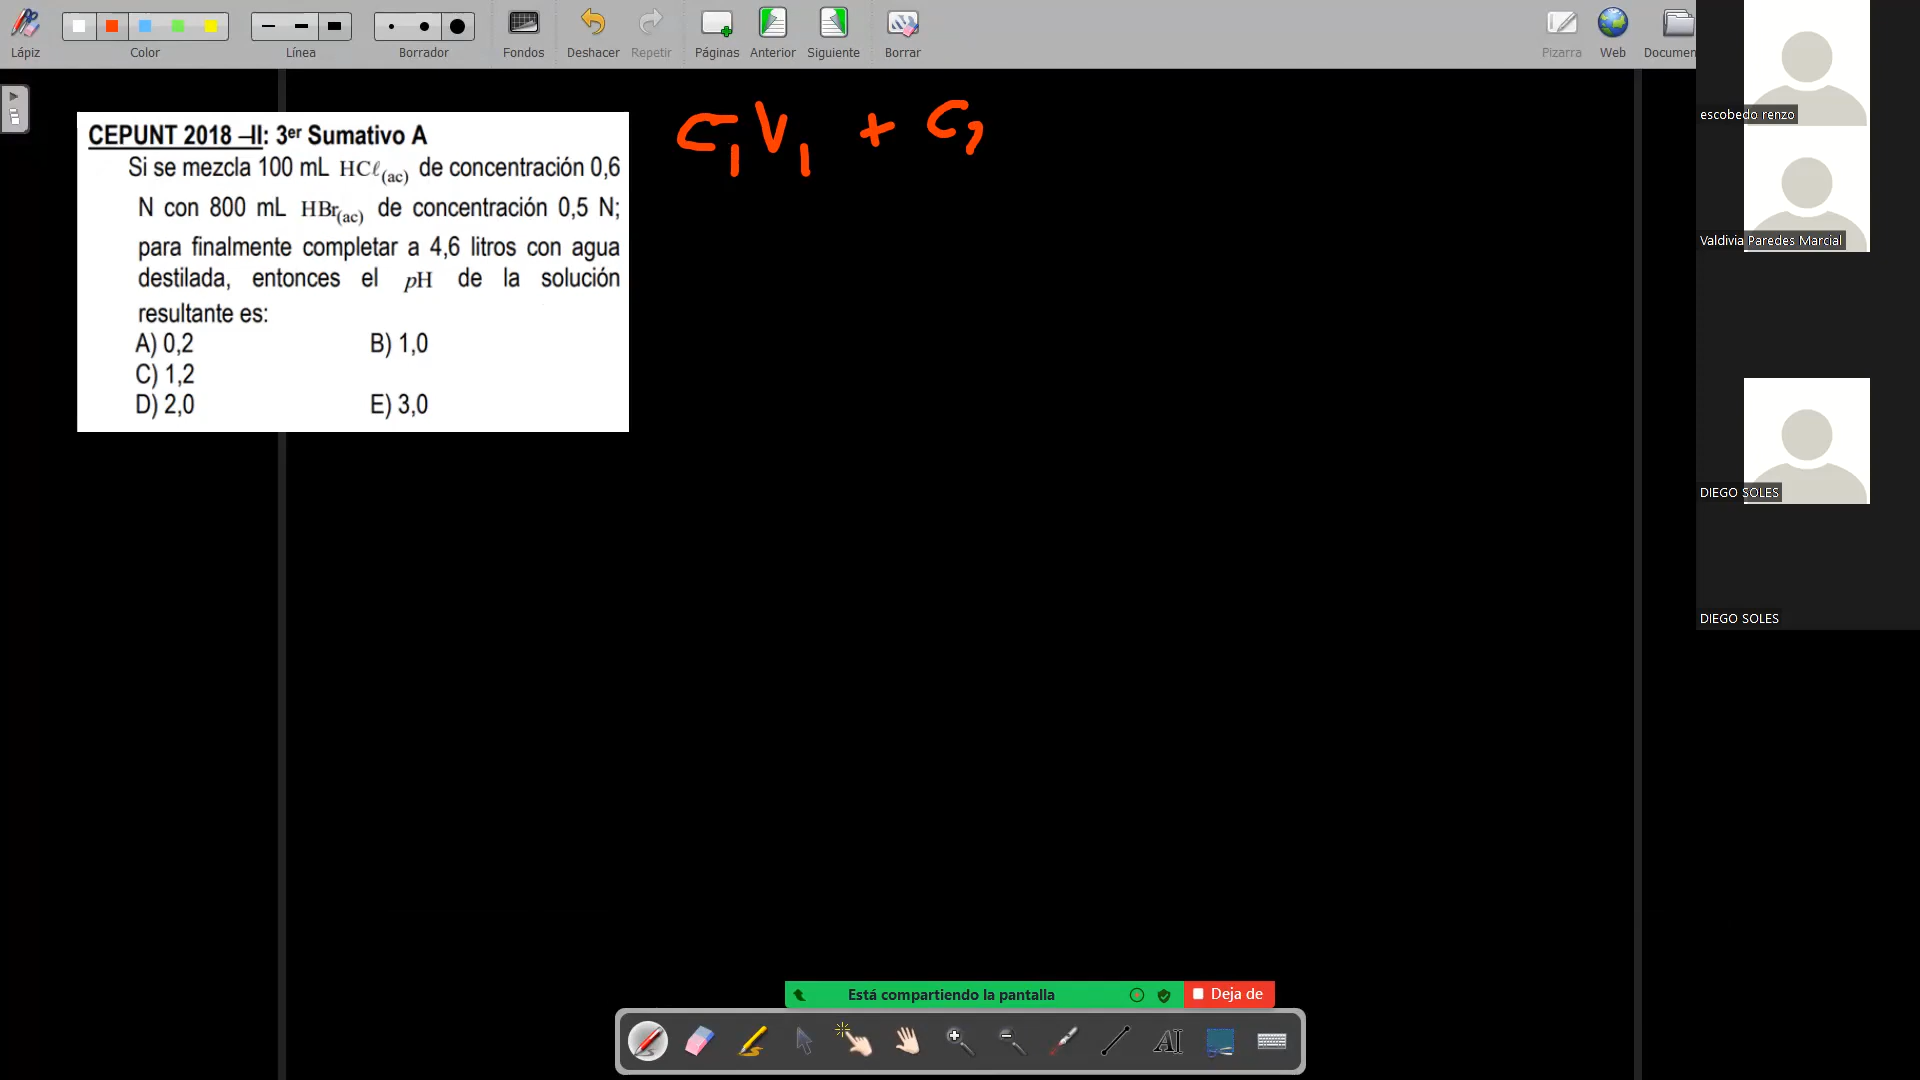 Lápiz
Color
Línea
Borrador
Fondos
Deshacer
Repetir
Páginas
Anterior
Siguiente
Borrar
Pizarra
Web
Documen
CEPUNT 2018 –II: 3er Sumativo A
Si se mezcla 100 mL HCℓ(ac) de concentración 0,6
N con 800 mL HBr(ac) de concentración 0,5 N;
para finalmente completar a 4,6 litros con agua
destilada, entonces el pH de la solución
resultante es:
A) 0,2 B) 1,0
C) 1,2
D) 2,0 E) 3,0
C1V1 + C
escobedo renzo
Valdivia Paredes Marcial
DIEGO SOLES
DIEGO SOLES
Está compartiendo la pantalla
Deja de
AI